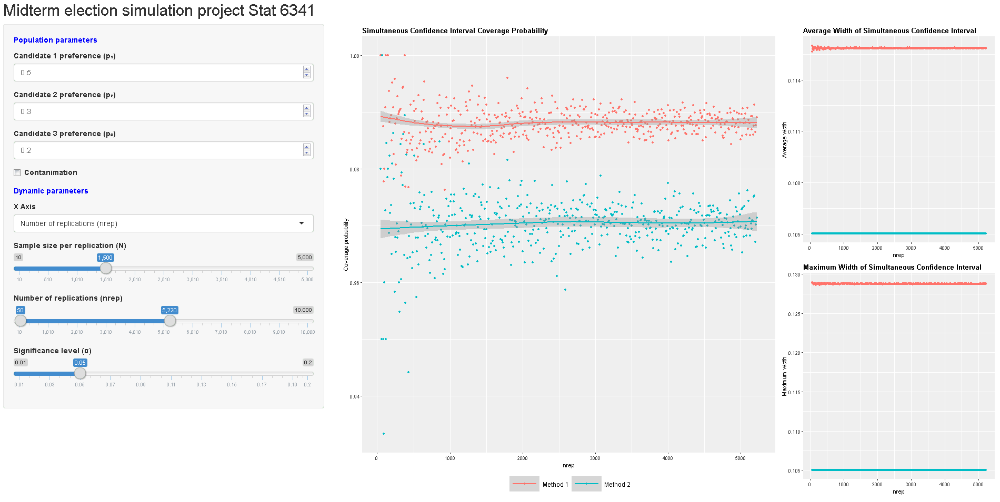 Midterm election simulation project Stat 6341
Population parameters
Candidate 1 preference (p₁)
0.5
Candidate 2 preference (p₂)
0.3
Candidate 3 preference (p₃)
0.2
Contanimation
Dynamic parameters
X Axis
Number of replications (nrep)
Sample size per replication (N)
10 1,500 5,000
10 510 1,010 1,510 2,010 2,510 3,010 3,510 4,010 4,510 5,000
Number of replications (nrep)
50 5,220 10,000
10 1,010 2,010 3,010 4,010 5,010 6,010 7,010 8,010 9,010 10,000
Significance level (α)
0.01 0.05 0.2
0.01 0.03 0.05 0.07 0.09 0.11 0.13 0.15 0.17 0.19 0.2
Simultaneous Confidence Interval Coverage Probability
Coverage probability
1.00
0.98
0.96
0.94
0 1000 2000 3000 4000 5000
nrep
Method 1 Method 2
Average Width of Simultaneous Confidence Interval
Average width
0.114
0.111
0.108
0.105
0 1000 2000 3000 4000 5000
nrep
Maximum Width of Simultaneous Confidence Interval
Maximum width
0.130
0.125
0.120
0.115
0.110
0.105
0 1000 2000 3000 4000 5000
nrep